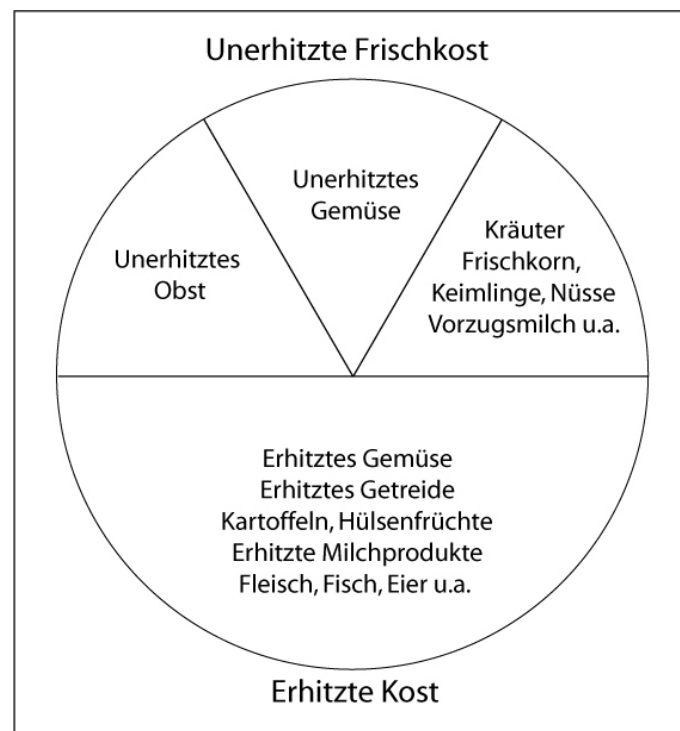 Unerhitzte Frischkost
Unerhitztes
Gemüse
Unerhitztes
Obst
Kräuter
Frischkorn,
Keimlinge, Nüsse
Vorzugsmilch u.a.
Erhitztes Gemüse
Erhitztes Getreide
Kartoffeln, Hülsenfrüchte
Erhitzte Milchprodukte
Fleisch, Fisch, Eier u.a.
Erhitzte Kost